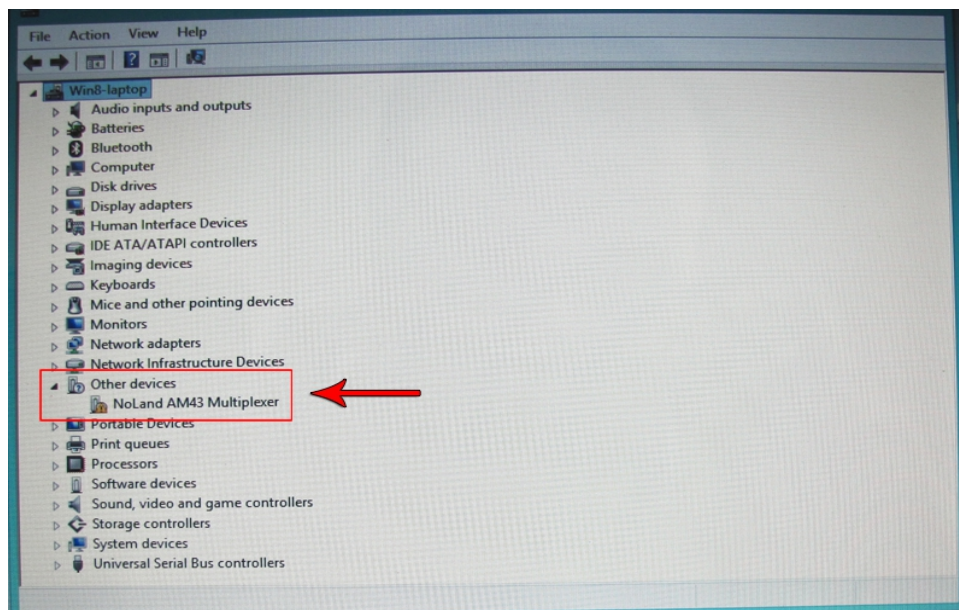 File Action View Help
Win8-laptop
Audio inputs and outputs
Batteries
Bluetooth
Computer
Disk drives
Display adapters
Human Interface Devices
IDE ATA/ATAPI controllers
Imaging devices
Keyboards
Mice and other pointing devices
Monitors
Network adapters
Network Infrastructure Devices
Other devices
NoLand AM43 Multiplexer
Portable Devices
Print queues
Processors
Software devices
Sound, video and game controllers
Storage controllers
System devices
Universal Serial Bus controllers